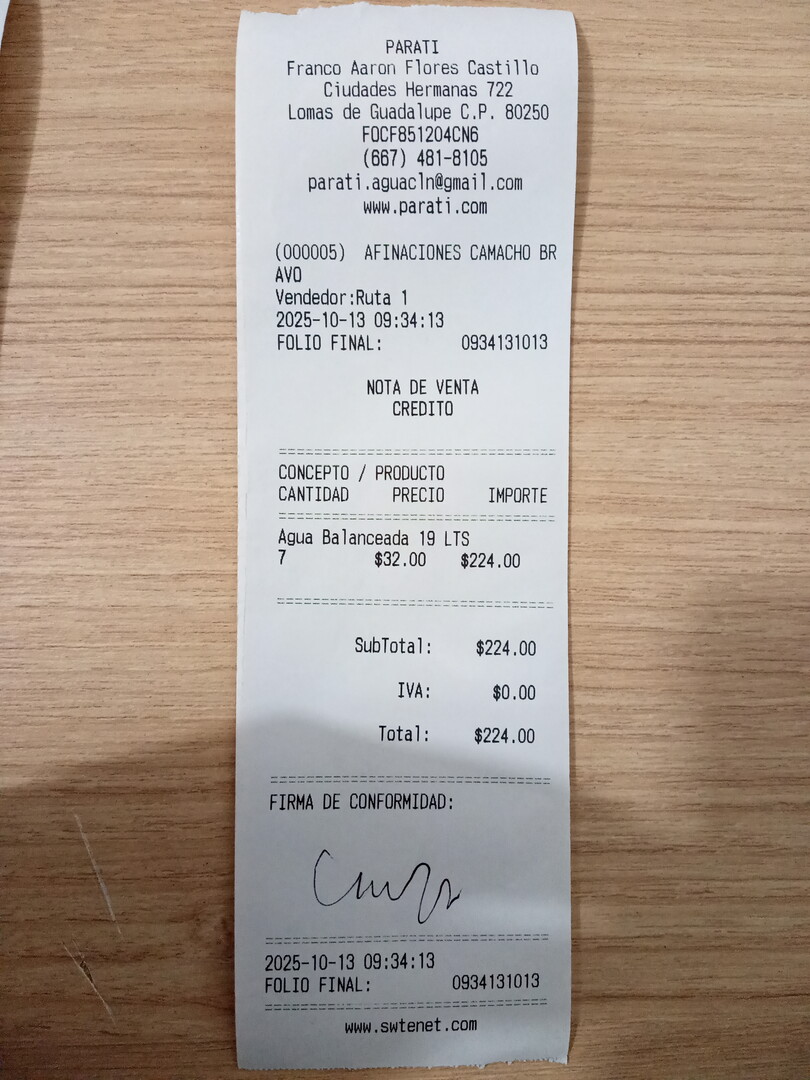 PARATI
Franco Aaron Flores Castillo
Ciudades Hermanas 722
Lomas de Guadalupe C.P. 80250
FOCF851204CN6
(667) 481-8105
parati.aguacln@gmail.com
www.parati.com
(000005) AFINACIONES CAMACHO BR
AVO
Vendedor:Ruta 1
2025-10-13 09:34:13
FOLIO FINAL: 0934131013
NOTA DE VENTA
CREDITO
================================
CONCEPTO / PRODUCTO
CANTIDAD PRECIO IMPORTE
================================
Agua Balanceada 19 LTS
7 $32.00 $224.00
================================
SubTotal: $224.00
IVA: $0.00
Total: $224.00
================================
FIRMA DE CONFORMIDAD:
================================
2025-10-13 09:34:13
FOLIO FINAL: 0934131013
================================
www.swtenet.com